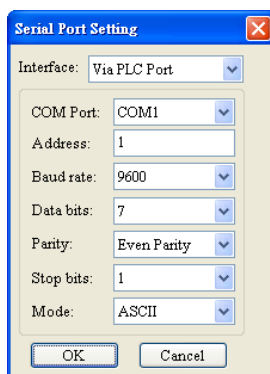 Serial Port Setting
Interface: Via PLC Port
COM Port: COM1
Address: 1
Baud rate: 9600
Data bits: 7
Parity: Even Parity
Stop bits: 1
Mode: ASCII
OK Cancel